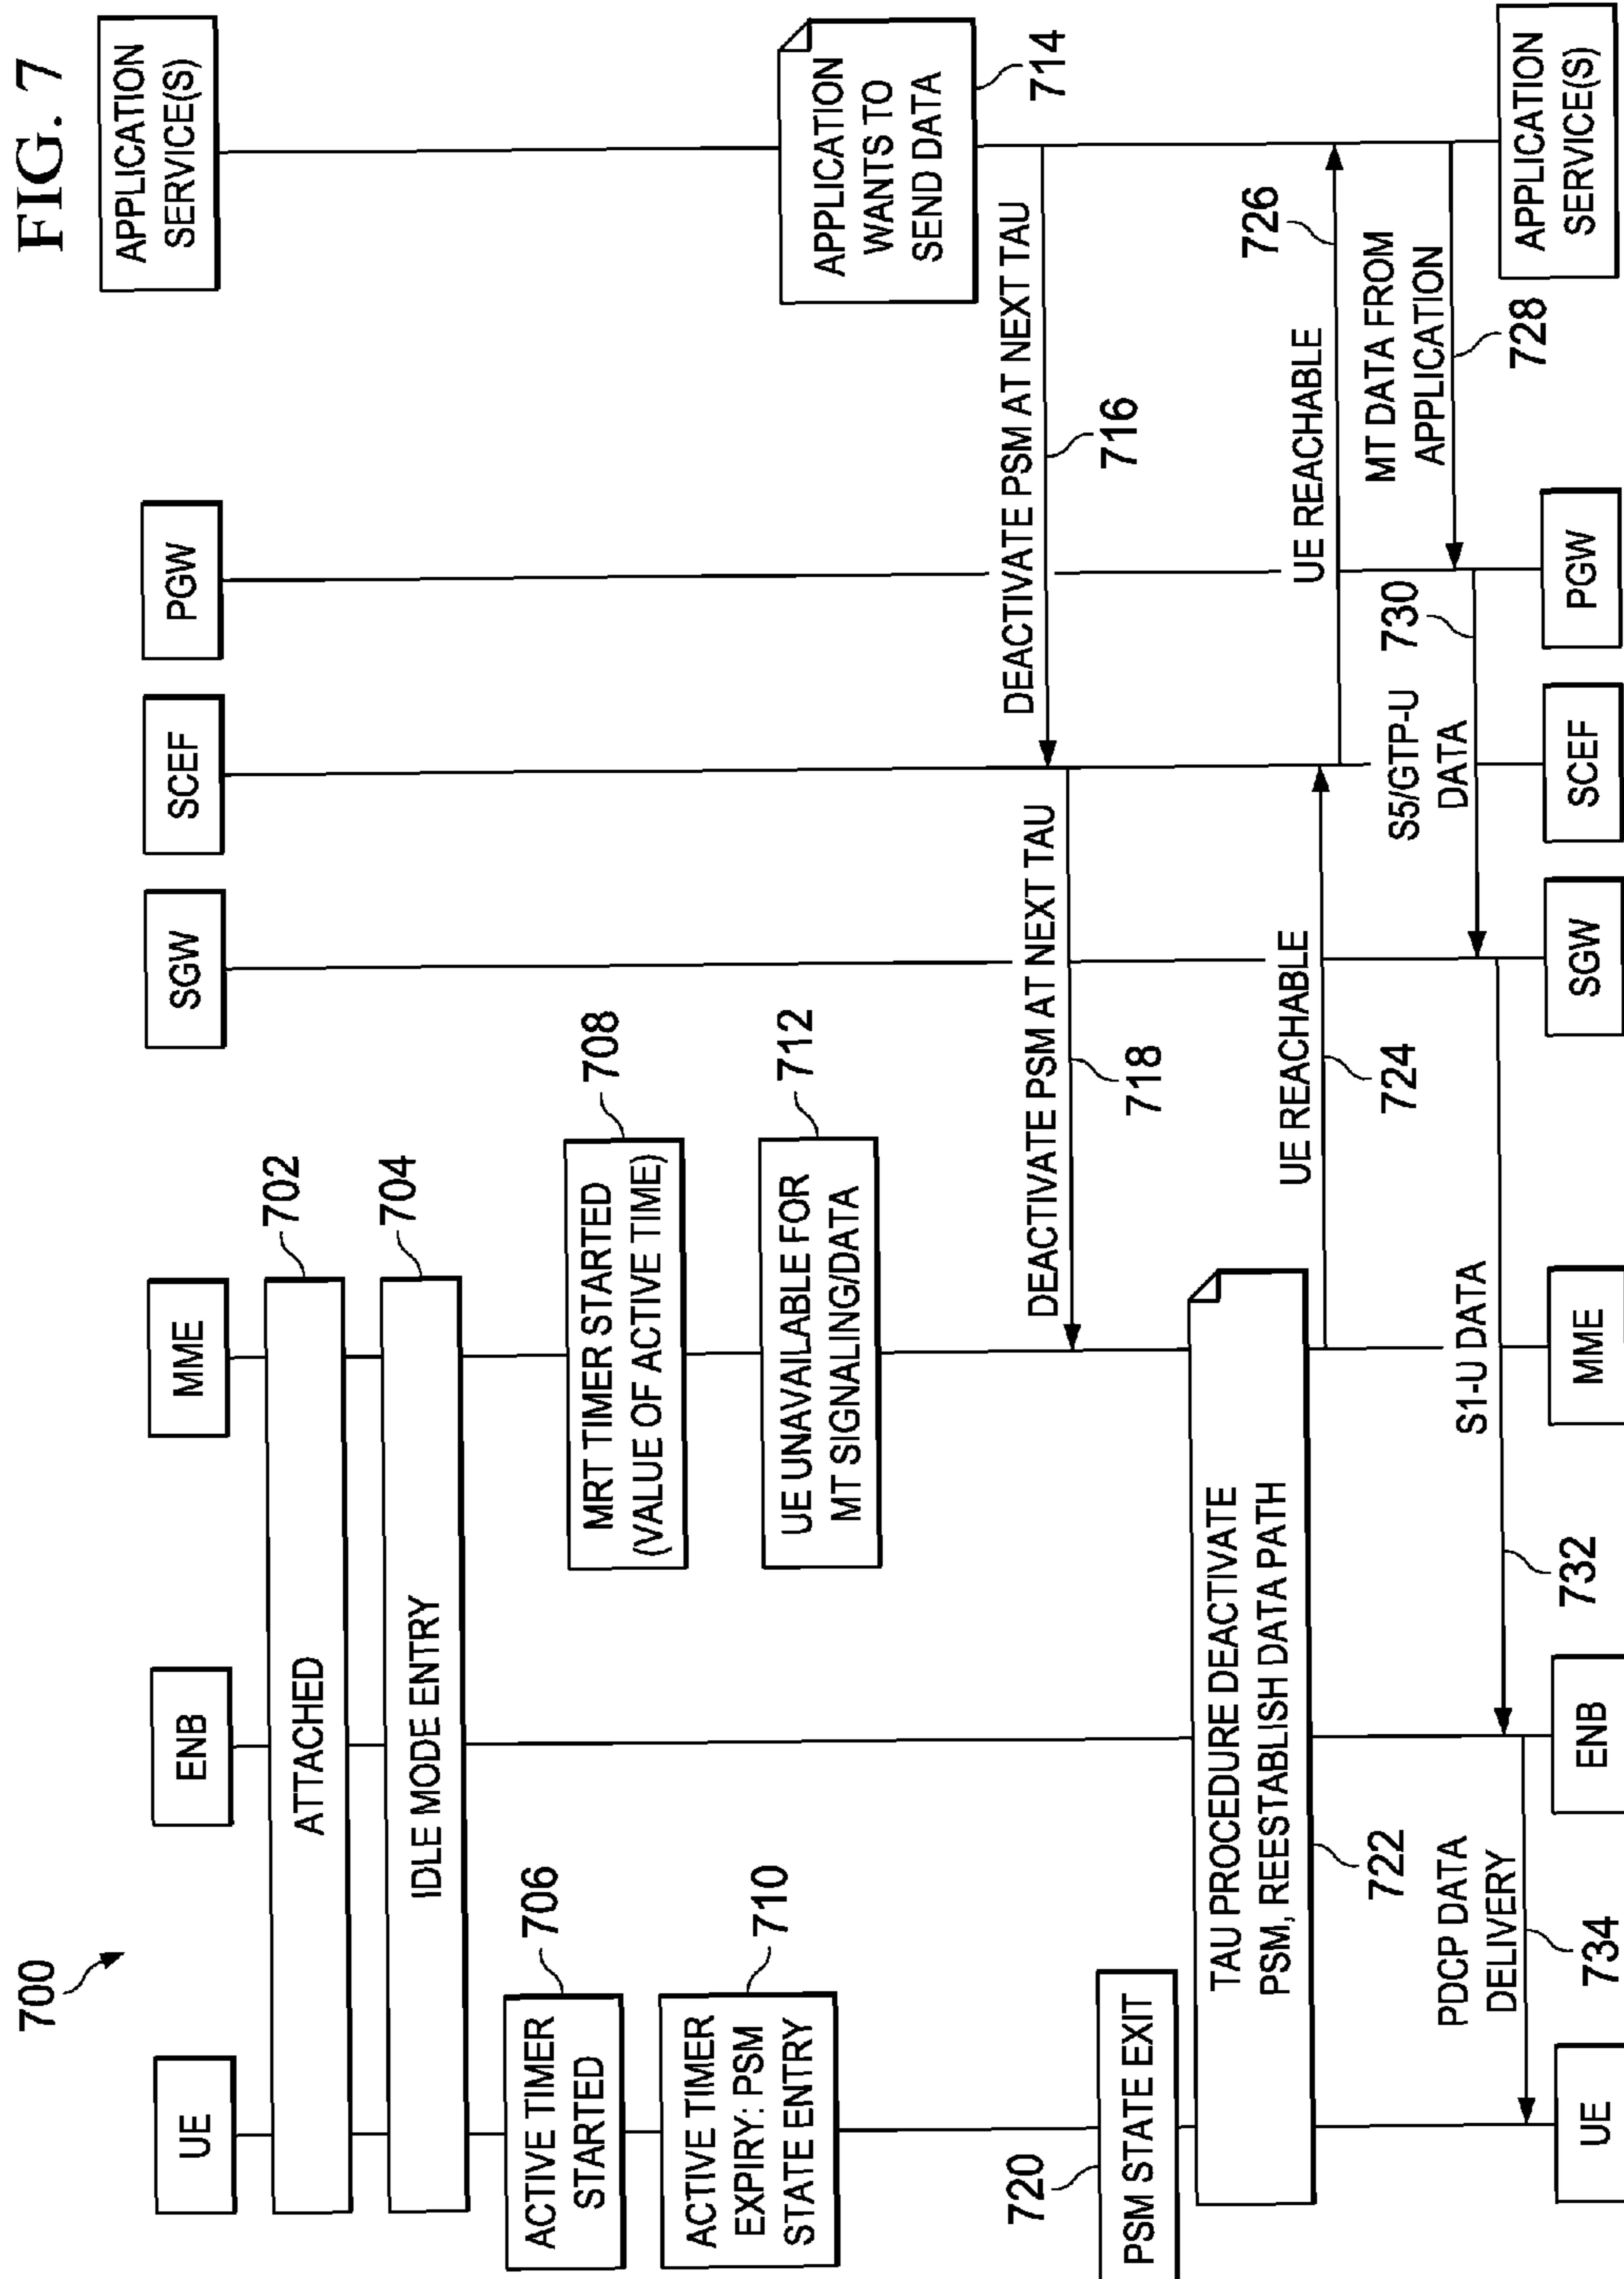 FIG. 7
700
UE
ENB
MME
SGW
SCEF
PGW
APPLICATION
SERVICE(S)
ATTACHED
702
IDLE MODE ENTRY
704
ACTIVE TIMER
STARTED
706
MRT TIMER STARTED
(VALUE OF ACTIVE TIME)
708
ACTIVE TIMER
EXPIRY: PSM
STATE ENTRY
710
UE UNAVAILABLE FOR
MT SIGNALING/DATA
712
APPLICATION
WANTS TO
SEND DATA
714
DEACTIVATE PSM AT NEXT TAU
716
DEACTIVATE PSM AT NEXT TAU
718
720
PSM STATE EXIT
TAU PROCEDURE DEACTIVATE
PSM, REESTABLISH DATA PATH
722
UE REACHABLE
724
UE REACHABLE
726
MT DATA FROM
APPLICATION
728
S5/GTP-U
DATA
730
S1-U DATA
732
PDCP DATA
DELIVERY
734
UE
ENB
MME
SGW
SCEF
PGW
APPLICATION
SERVICE(S)